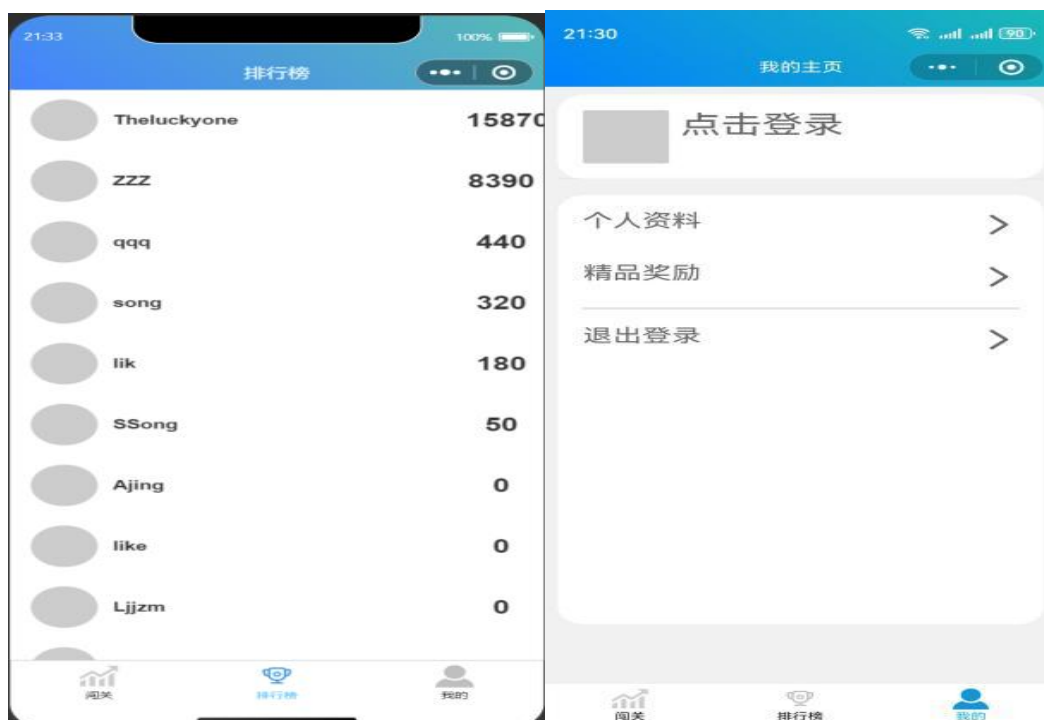 21:33
100%
排行榜
Theluckyone 15870
ZZZ 8390
qqq 440
song 320
lik 180
SSong 50
Ajing 0
like 0
Ljjzm 0
闯关 排行榜 我的
21:30
90
我的主页
点击登录
个人资料
精品奖励
退出登录
闯关 排行榜 我的